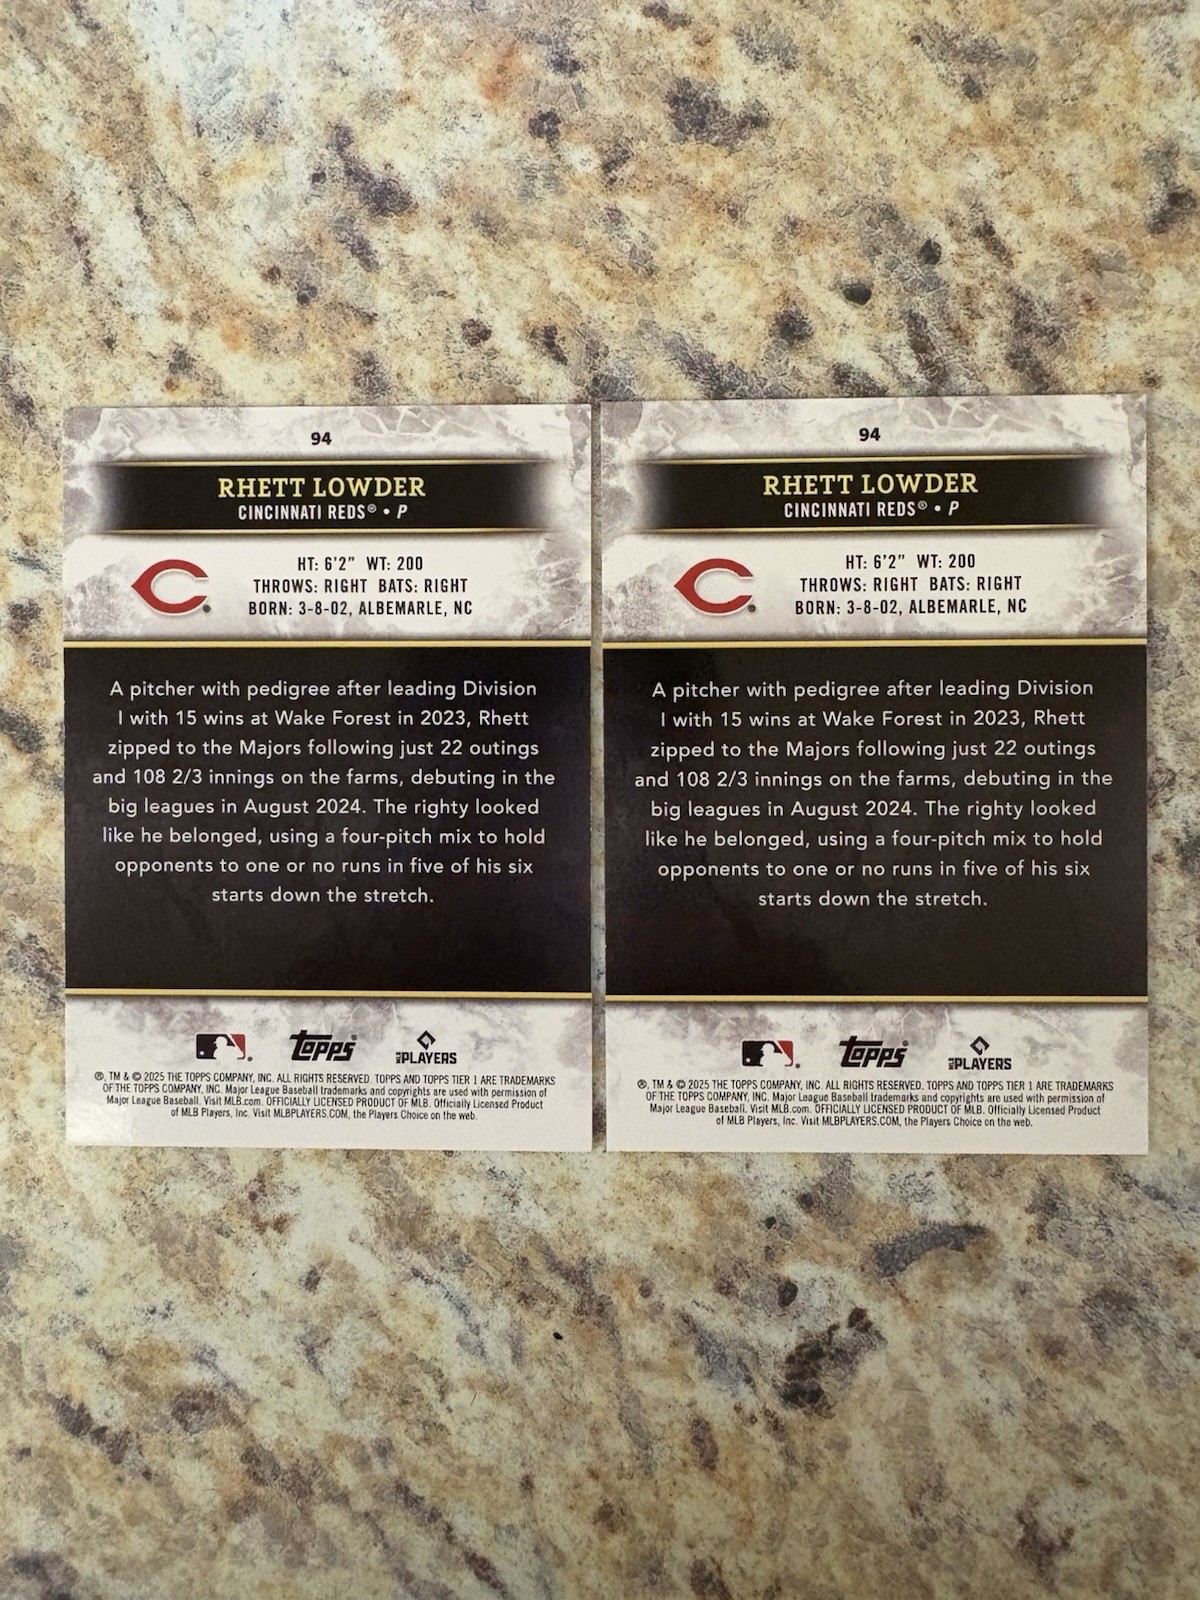 94
RHETT LOWDER
CINCINNATI REDS® • P
HT: 6'2" WT: 200
THROWS: RIGHT BATS: RIGHT
BORN: 3-8-02, ALBEMARLE, NC
A pitcher with pedigree after leading Division
I with 15 wins at Wake Forest in 2023, Rhett
zipped to the Majors following just 22 outings
and 108 2/3 innings on the farms, debuting in the
big leagues in August 2024. The righty looked
like he belonged, using a four-pitch mix to hold
opponents to one or no runs in five of his six
starts down the stretch.
Topps
MLB PLAYERS
®, TM & © 2025 THE TOPPS COMPANY, INC. ALL RIGHTS RESERVED. TOPPS AND TOPPS TIER 1 ARE TRADEMARKS
OF THE TOPPS COMPANY, INC. Major League Baseball trademarks and copyrights are used with permission of
Major League Baseball. Visit MLB.com. OFFICIALLY LICENSED PRODUCT OF MLB. Officially Licensed Product
of MLB Players, Inc. Visit MLBPLAYERS.COM, the Players Choice on the web.
94
RHETT LOWDER
CINCINNATI REDS® • P
HT: 6'2" WT: 200
THROWS: RIGHT BATS: RIGHT
BORN: 3-8-02, ALBEMARLE, NC
A pitcher with pedigree after leading Division
I with 15 wins at Wake Forest in 2023, Rhett
zipped to the Majors following just 22 outings
and 108 2/3 innings on the farms, debuting in the
big leagues in August 2024. The righty looked
like he belonged, using a four-pitch mix to hold
opponents to one or no runs in five of his six
starts down the stretch.
Topps
MLB PLAYERS
®, TM & © 2025 THE TOPPS COMPANY, INC. ALL RIGHTS RESERVED. TOPPS AND TOPPS TIER 1 ARE TRADEMARKS
OF THE TOPPS COMPANY, INC. Major League Baseball trademarks and copyrights are used with permission of
Major League Baseball. Visit MLB.com. OFFICIALLY LICENSED PRODUCT OF MLB. Officially Licensed Product
of MLB Players, Inc. Visit MLBPLAYERS.COM, the Players Choice on the web.